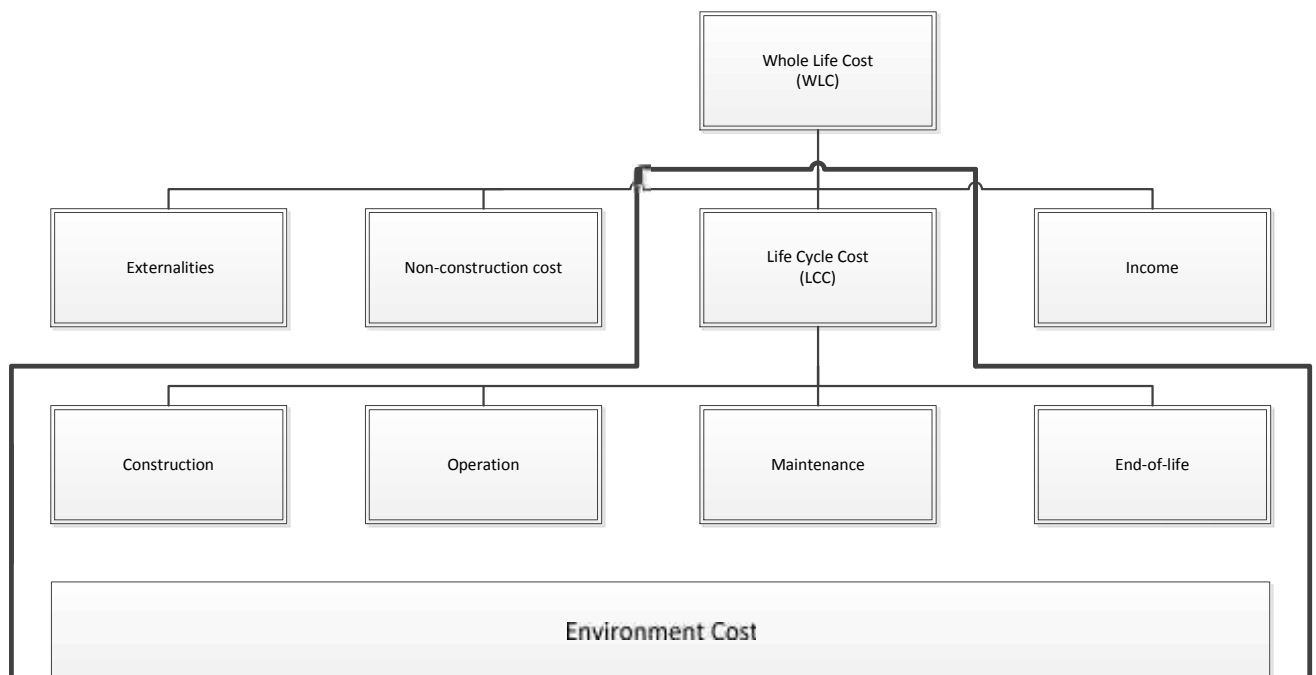 Whole Life Cost
(WLC)
Externalities
Non-construction cost
Life Cycle Cost
(LCC)
Income
Construction
Operation
Maintenance
End-of-life
Environment Cost